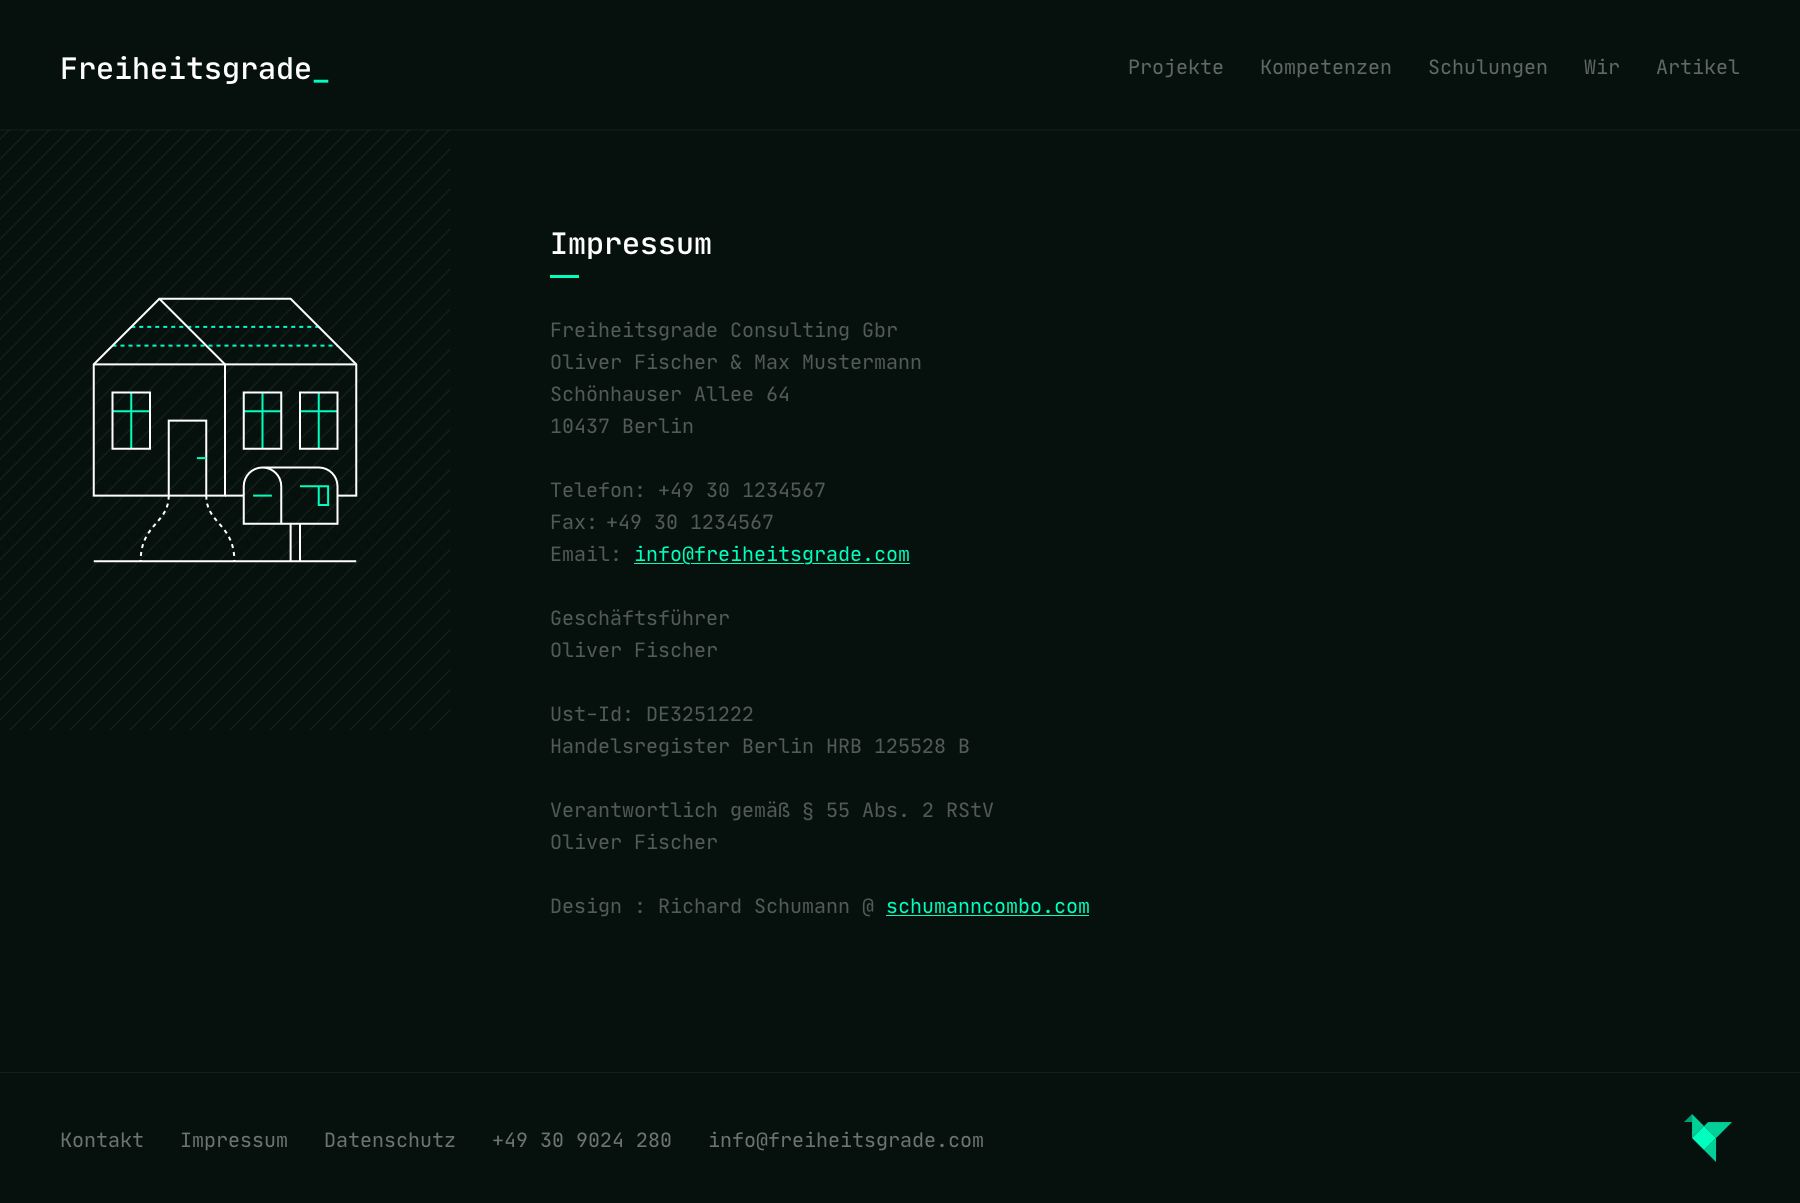 Freiheitsgrade_
Projekte Kompetenzen Schulungen Wir Artikel
Impressum
Freiheitsgrade Consulting Gbr
Oliver Fischer & Max Mustermann
Schönhauser Allee 64
10437 Berlin
Telefon: +49 30 1234567
Fax: +49 30 1234567
Email: info@freiheitsgrade.com
Geschäftsführer
Oliver Fischer
Ust-Id: DE3251222
Handelsregister Berlin HRB 125528 B
Verantwortlich gemäß § 55 Abs. 2 RStV
Oliver Fischer
Design : Richard Schumann @ schumanncombo.com
Kontakt Impressum Datenschutz +49 30 9024 280 info@freiheitsgrade.com